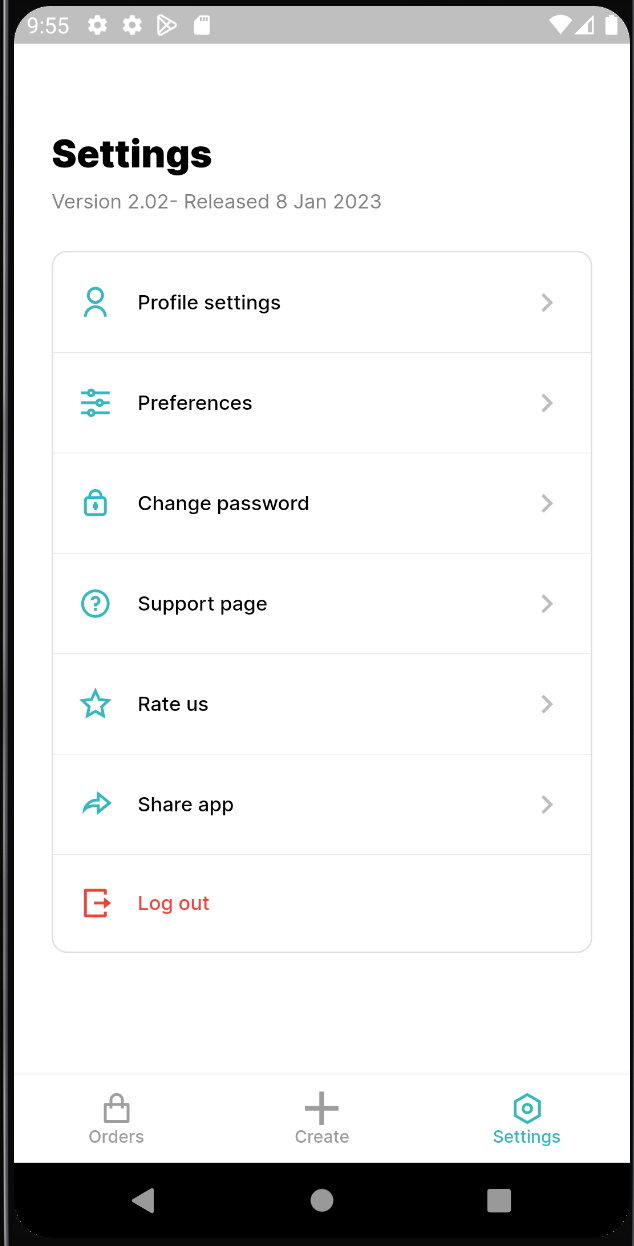 9:55
Settings
Version 2.02- Released 8 Jan 2023
Profile settings
Preferences
Change password
Support page
Rate us
Share app
Log out
Orders
Create
Settings